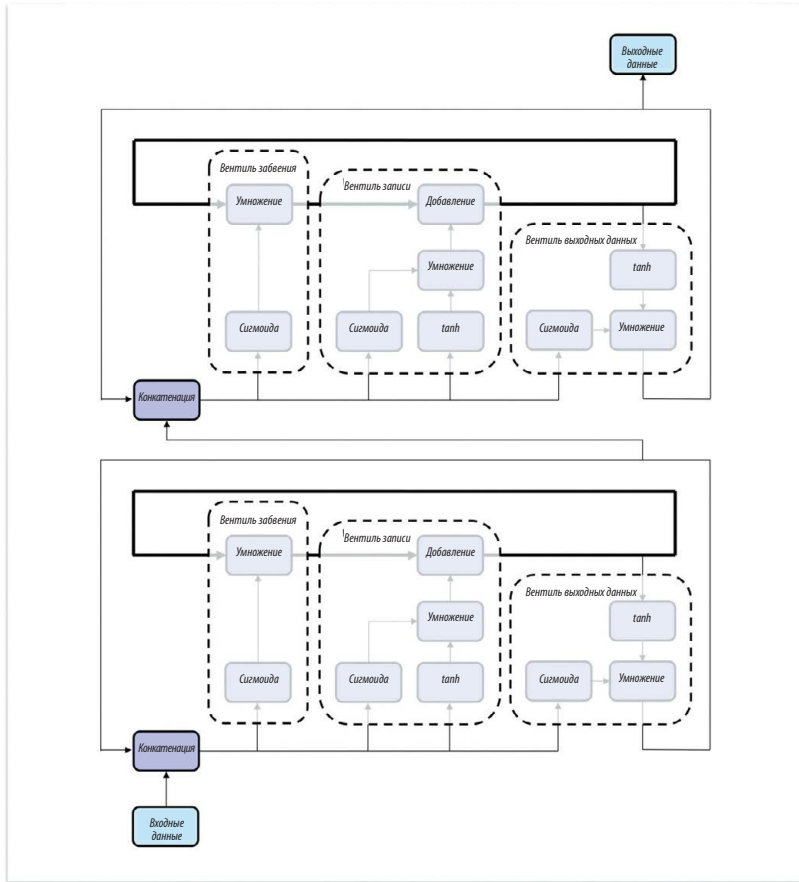 Выходные
данные
Вентиль забвения
Вентиль записи
Умножение
Добавление
Вентиль выходных данных
Умножение
tanh
Сигмоида
Сигмоида
tanh
Сигмоида
Умножение
Конкатенация
Вентиль забвения
Вентиль записи
Умножение
Добавление
Вентиль выходных данных
Умножение
tanh
Сигмоида
Сигмоида
tanh
Сигмоида
Умножение
Конкатенация
Входные
данные